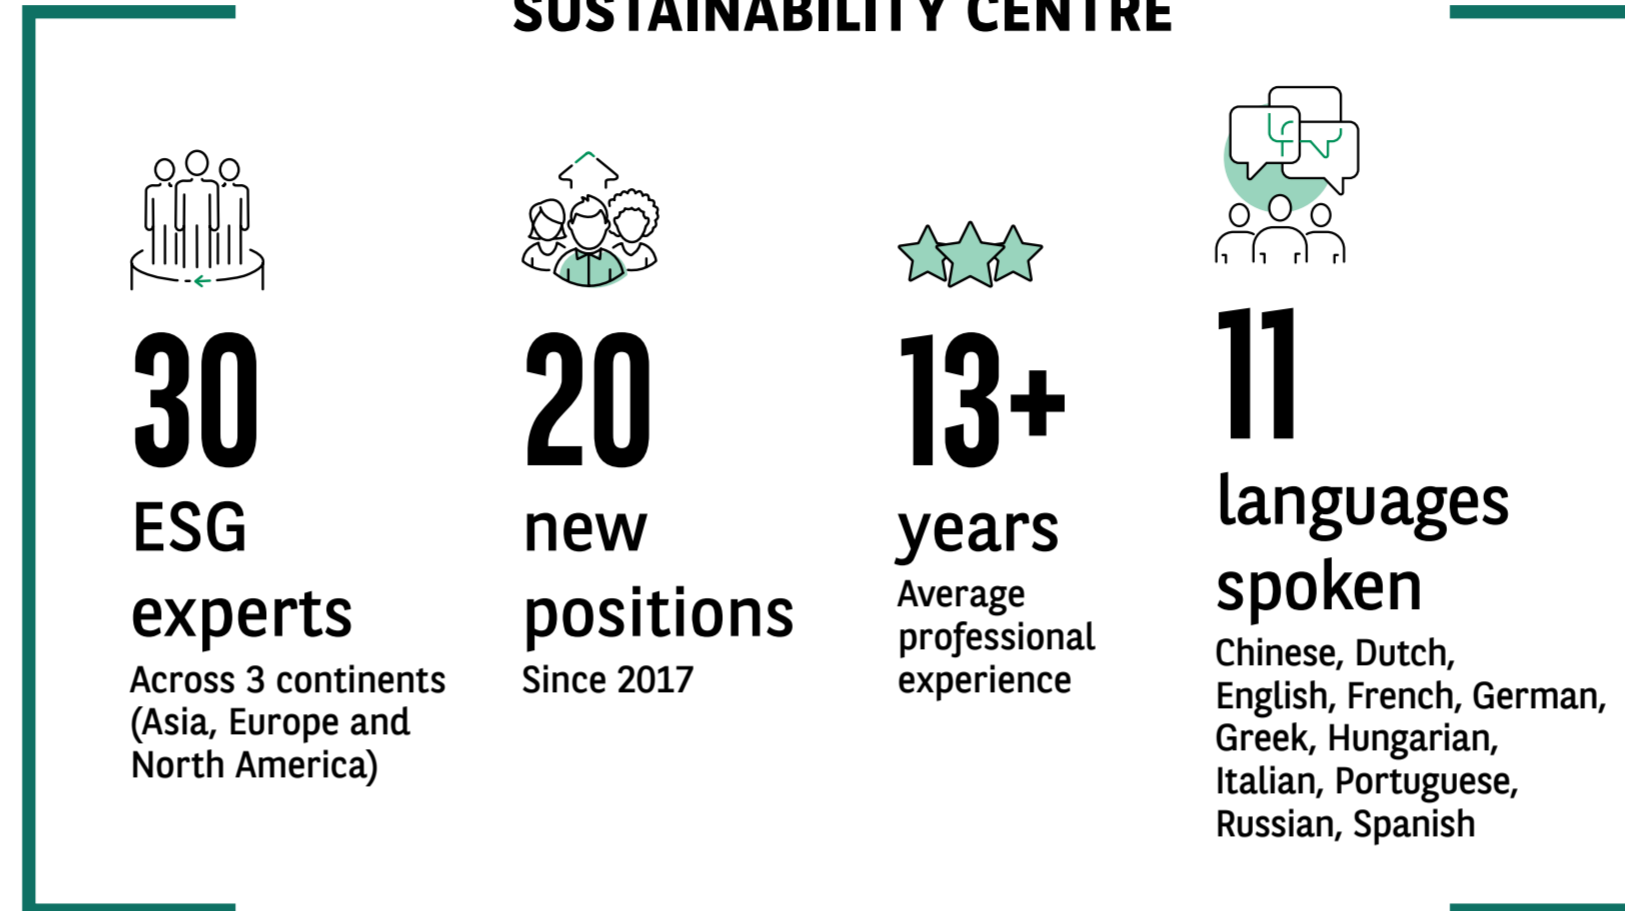 SUSTAINABILITY CENTRE
30
ESG
experts
Across 3 continents
(Asia, Europe and
North America)
20
new
positions
Since 2017
13+
years
Average
professional
experience
11
languages
spoken
Chinese, Dutch,
English, French, German,
Greek, Hungarian,
Italian, Portuguese,
Russian, Spanish